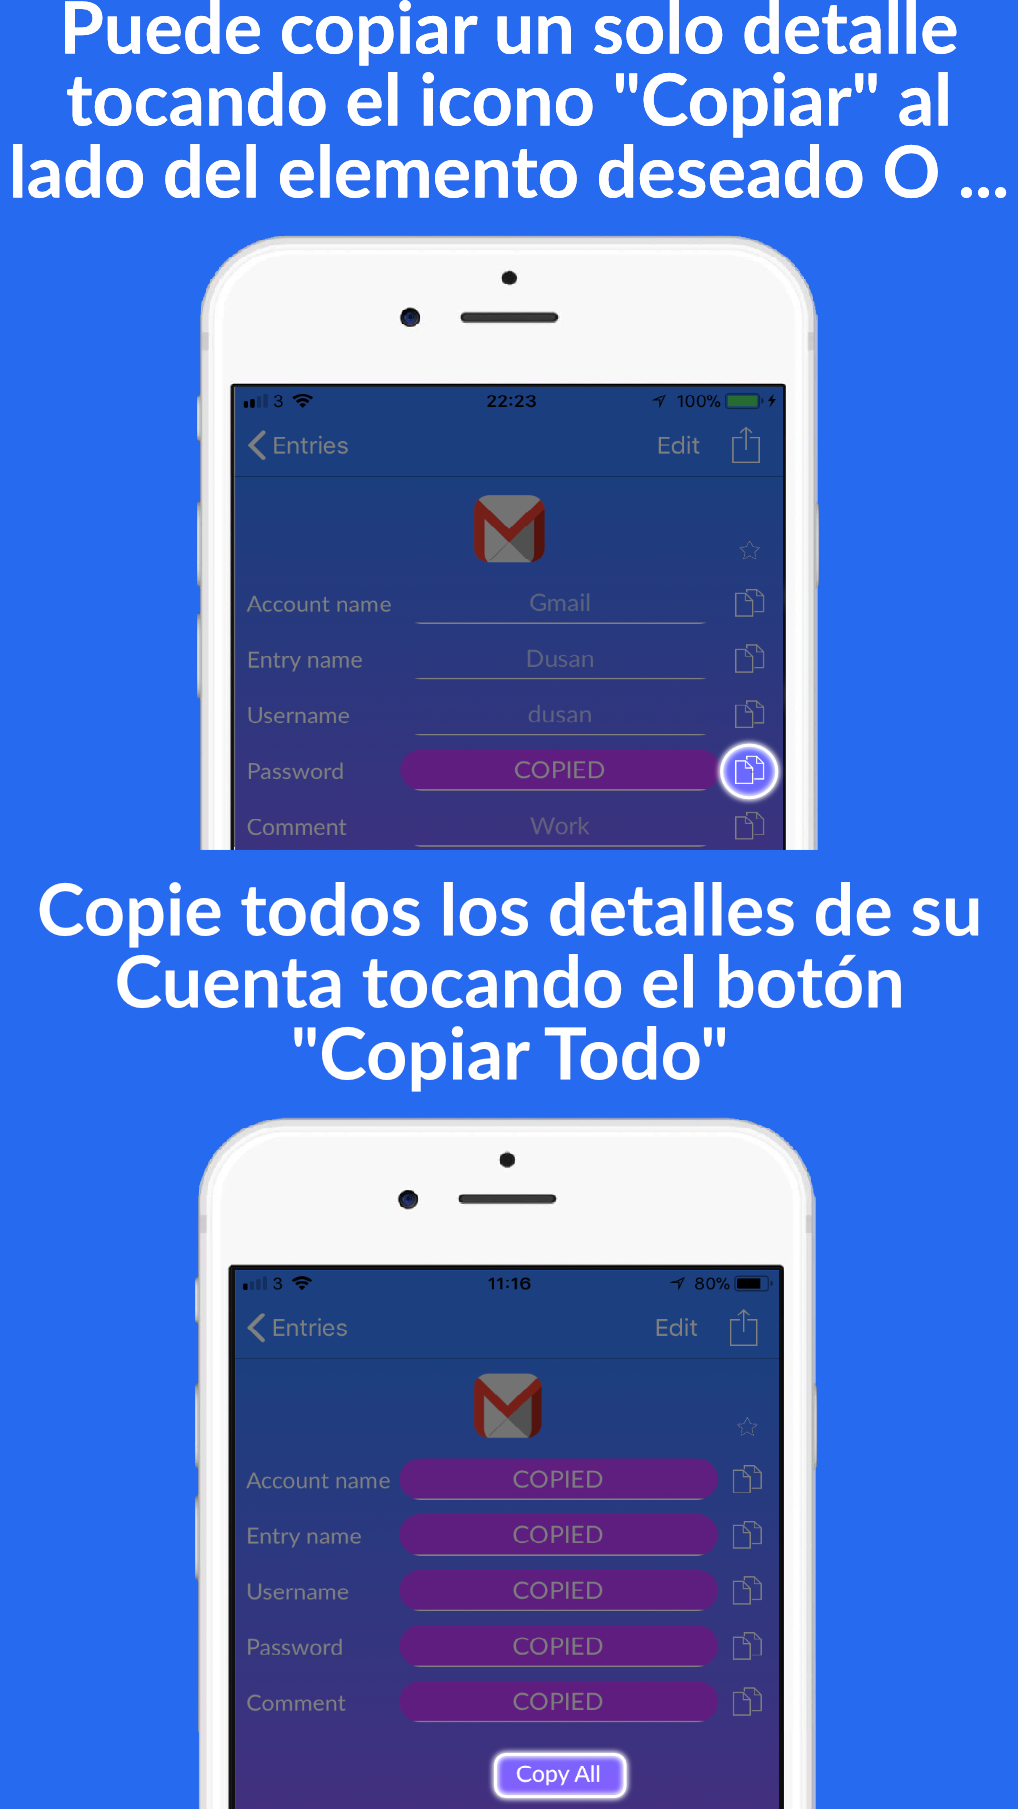 Puede copiar un solo detalle
tocando el icono "Copiar" al
lado del elemento deseado O ...
3 22:23 100%
Entries Edit
Account name Gmail
Entry name Dusan
Username dusan
Password COPIED
Comment Work
Copie todos los detalles de su
Cuenta tocando el botón
"Copiar Todo"
3 11:16 80%
Entries Edit
Account name COPIED
Entry name COPIED
Username COPIED
Password COPIED
Comment COPIED
Copy All